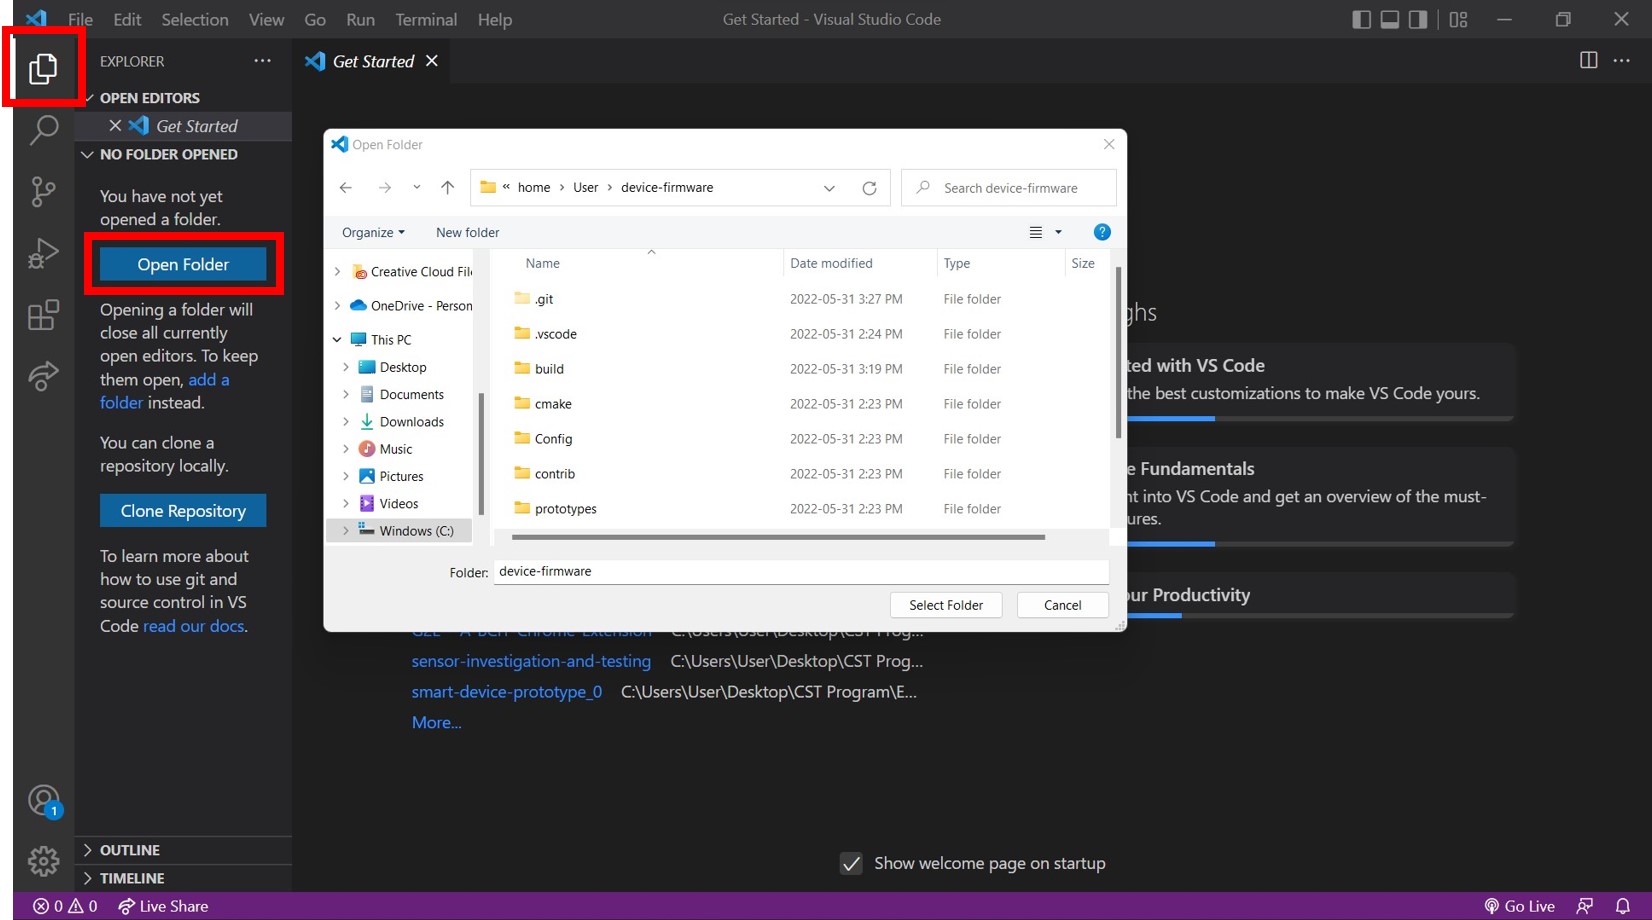 File Edit Selection View Go Run Terminal Help
Get Started - Visual Studio Code
EXPLORER
Get Started
OPEN EDITORS
Get Started
NO FOLDER OPENED
You have not yet
opened a folder.
Open Folder
Opening a folder will
close all currently
open editors. To keep
them open, add a
folder instead.
You can clone a
repository locally.
Clone Repository
To learn more about
how to use git and
source control in VS
Code read our docs.
OUTLINE
TIMELINE
Open Folder
« home › User › device-firmware
Search device-firmware
Organize New folder
?
Creative Cloud Fil
OneDrive - Person
This PC
Desktop
Documents
Downloads
Music
Pictures
Videos
Windows (C:)
Name Date modified Type Size
.git 2022-05-31 3:27 PM File folder
.vscode 2022-05-31 2:24 PM File folder
build 2022-05-31 3:19 PM File folder
cmake 2022-05-31 2:23 PM File folder
Config 2022-05-31 2:23 PM File folder
contrib 2022-05-31 2:23 PM File folder
prototypes 2022-05-31 2:23 PM File folder
Folder: device-firmware
Select Folder Cancel
ghs
ted with VS Code
the best customizations to make VS Code yours.
e Fundamentals
nt into VS Code and get an overview of the must-
ures.
our Productivity
sensor-investigation-and-testing C:\Users\User\Desktop\CST Prog...
smart-device-prototype_0 C:\Users\User\Desktop\CST Program\E...
More...
Show welcome page on startup
1
0 0 Live Share
Go Live